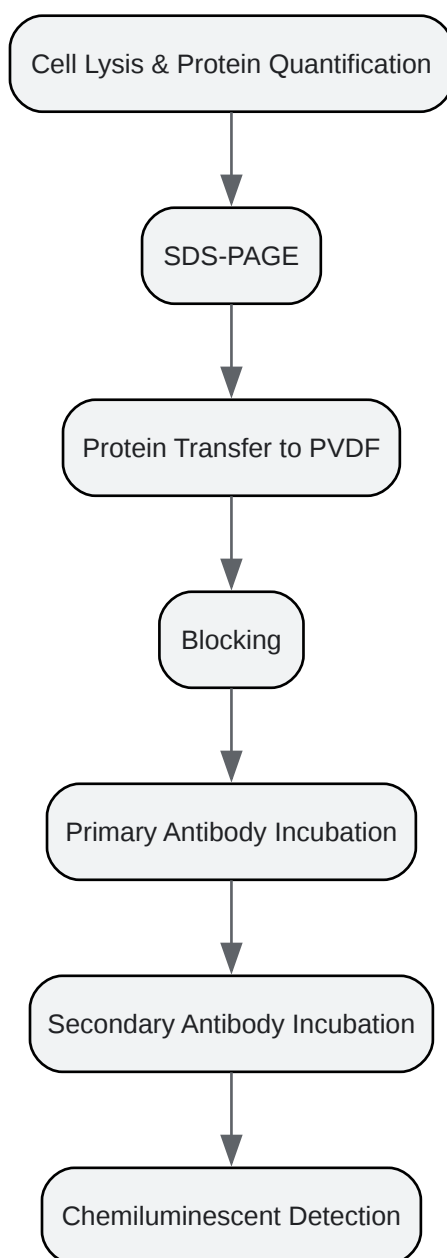 Cell Lysis & Protein Quantification
SDS-PAGE
Protein Transfer to PVDF
Blocking
Primary Antibody Incubation
Secondary Antibody Incubation
Chemiluminescent Detection